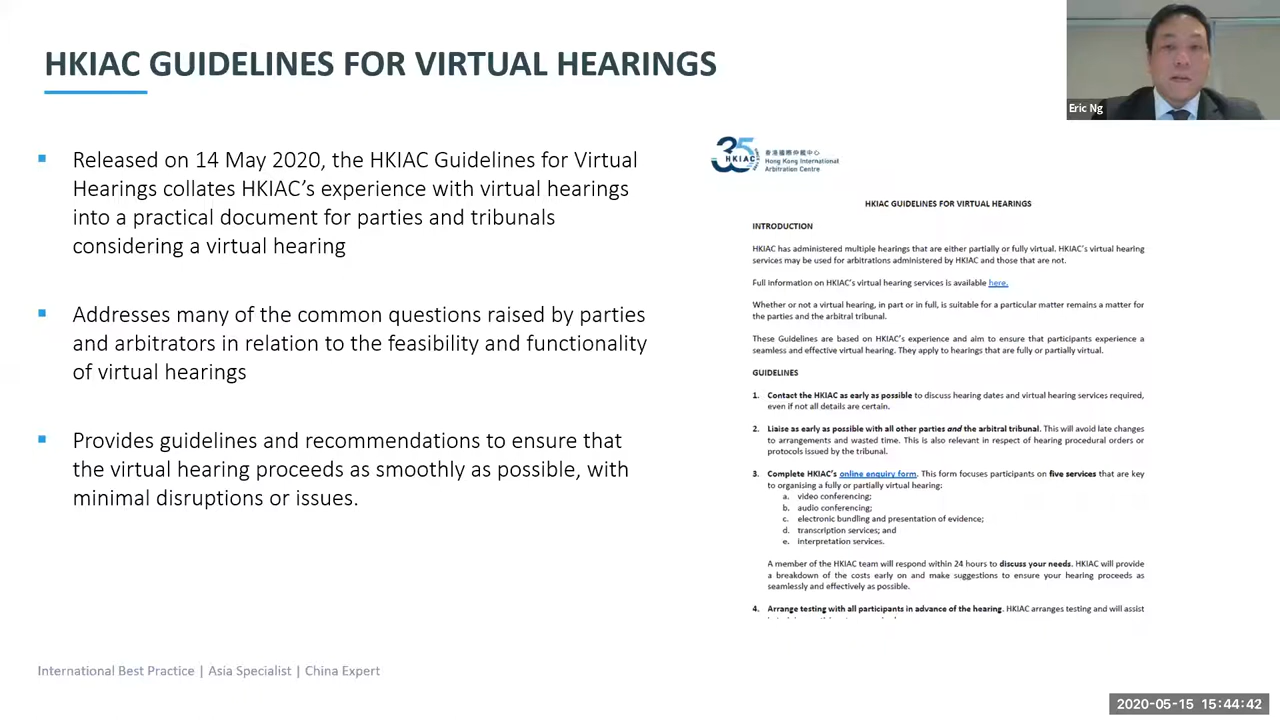 HKIAC GUIDELINES FOR VIRTUAL HEARINGS
Eric Ng
Released on 14 May 2020, the HKIAC Guidelines for Virtual
Hearings collates HKIAC's experience with virtual hearings
into a practical document for parties and tribunals
considering a virtual hearing
Addresses many of the common questions raised by parties
and arbitrators in relation to the feasibility and functionality
of virtual hearings
Provides guidelines and recommendations to ensure that
the virtual hearing proceeds as smoothly as possible, with
minimal disruptions or issues.
35
HKIAC
香港國際仲裁中心
Hong Kong International
Arbitration Centre
HKIAC GUIDELINES FOR VIRTUAL HEARINGS
INTRODUCTION
HKIAC has administered multiple hearings that are either partially or fully virtual. HKIAC's virtual hearing
services may be used for arbitrations administered by HKIAC and those that are not.
Full information on HKIAC's virtual hearing services is available here.
Whether or not a virtual hearing, in part or in full, is suitable for a particular matter remains a matter for
the parties and the arbitral tribunal.
These Guidelines are based on HKIAC's experience and aim to ensure that participants experience a
seamless and effective virtual hearing. They apply to hearings that are fully or partially virtual.
GUIDELINES
1. Contact the HKIAC as early as possible to discuss hearing dates and virtual hearing services required,
even if not all details are certain.
2. Liaise as early as possible with all other parties and the arbitral tribunal. This will avoid late changes
to arrangements and wasted time. This is also relevant in respect of hearing procedural orders or
protocols issued by the tribunal.
3. Complete HKIAC's online enquiry form. This form focuses participants on five services that are key
to organising a fully or partially virtual hearing:
a. video conferencing;
b. audio conferencing;
c. electronic bundling and presentation of evidence;
d. transcription services; and
e. interpretation services.
A member of the HKIAC team will respond within 24 hours to discuss your needs. HKIAC will provide
a breakdown of the costs early on and make suggestions to ensure your hearing proceeds as
seamlessly and effectively as possible.
4. Arrange testing with all participants in advance of the hearing. HKIAC arranges testing and will assist
International Best Practice | Asia Specialist | China Expert
2020-05-15 15:44:42